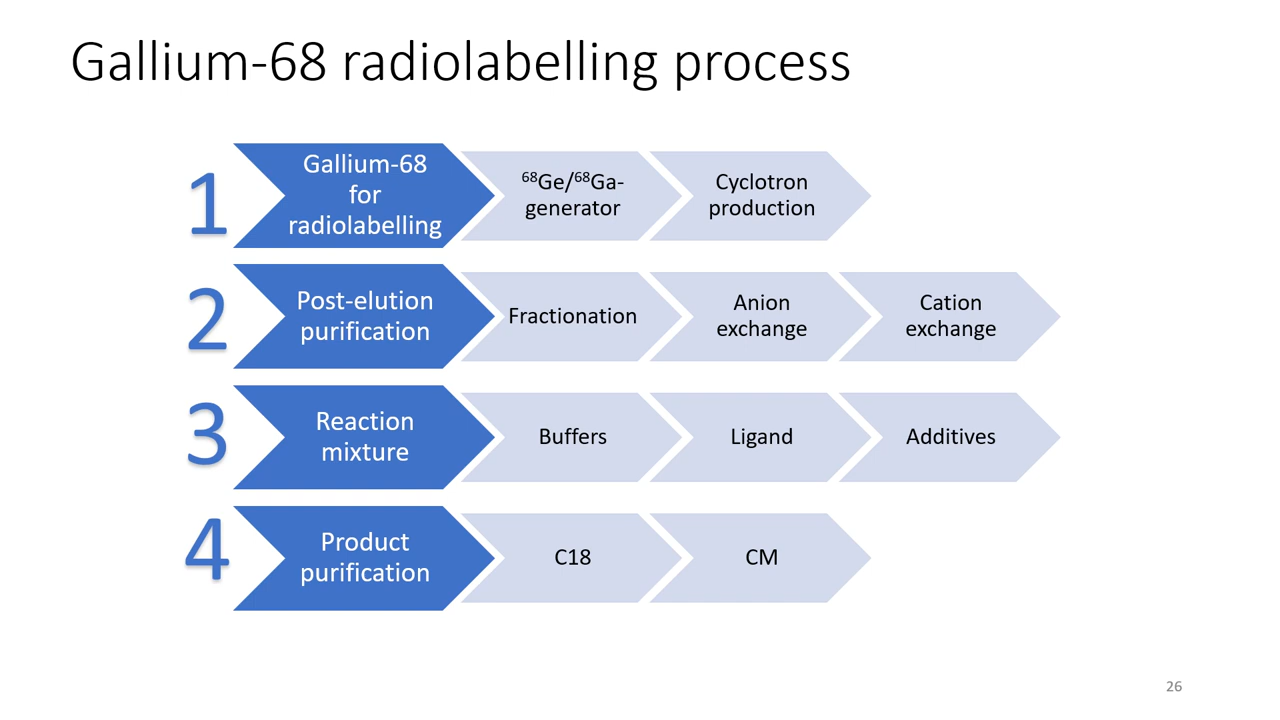 Gallium-68 radiolabelling process
1
Gallium-68
for
radiolabelling
⁶⁸Ge/⁶⁸Ga-
generator
Cyclotron
production
2
Post-elution
purification
Fractionation
Anion
exchange
Cation
exchange
3
Reaction
mixture
Buffers
Ligand
Additives
4
Product
purification
C18
CM
26